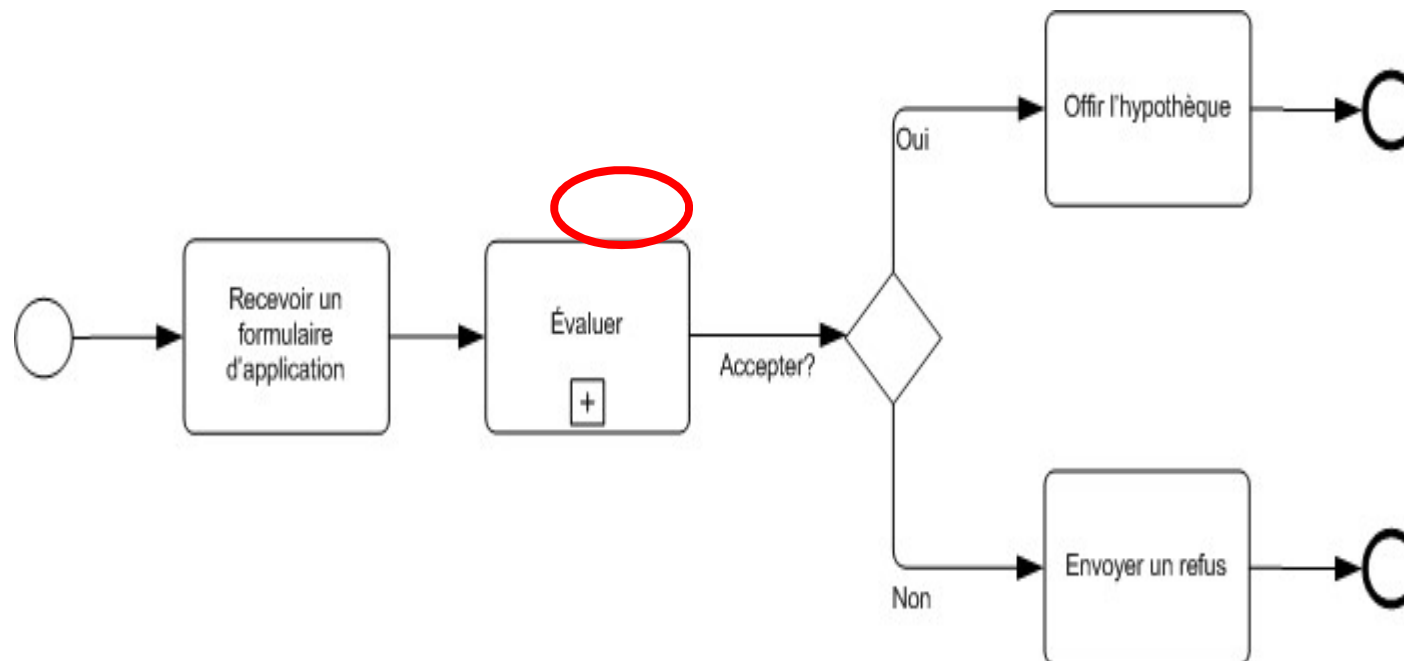 Recevoir un
formulaire
d'application
Évaluer
+
Accepter?
Oui
Offir l'hypothèque
Non
Envoyer un refus